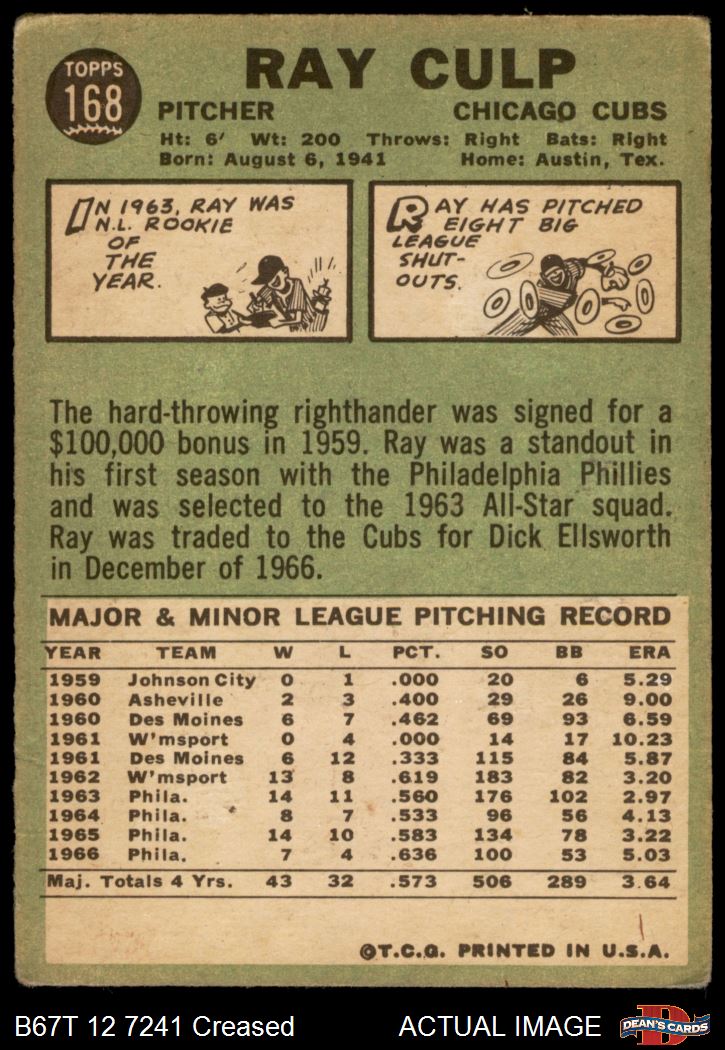 TOPPS
168
RAY CULP
PITCHER CHICAGO CUBS
Ht: 6' Wt: 200 Throws: Right Bats: Right
Born: August 6, 1941 Home: Austin, Tex.
IN 1963, RAY WAS
N.L. ROOKIE
OF
THE
YEAR.
RAY HAS PITCHED
EIGHT BIG
LEAGUE
SHUT-
OUTS.
The hard-throwing righthander was signed for a
$100,000 bonus in 1959. Ray was a standout in
his first season with the Philadelphia Phillies
and was selected to the 1963 All-Star squad.
Ray was traded to the Cubs for Dick Ellsworth
in December of 1966.
MAJOR & MINOR LEAGUE PITCHING RECORD
YEAR TEAM W L PCT. SO BB ERA
1959 Johnson City 0 1 .000 20 6 5.29
1960 Asheville 2 3 .400 29 26 9.00
1960 Des Moines 6 7 .462 69 93 6.59
1961 W'msport 0 4 .000 14 17 10.23
1961 Des Moines 6 12 .333 115 84 5.87
1962 W'msport 13 8 .619 183 82 3.20
1963 Phila. 14 11 .560 176 102 2.97
1964 Phila. 8 7 .533 96 56 4.13
1965 Phila. 14 10 .583 134 78 3.22
1966 Phila. 7 4 .636 100 53 5.03
Maj. Totals 4 Yrs. 43 32 .573 506 289 3.64
©T.C.G. PRINTED IN U.S.A.
B67T 12 7241 Creased ACTUAL IMAGE
D
DEAN'S CARDS